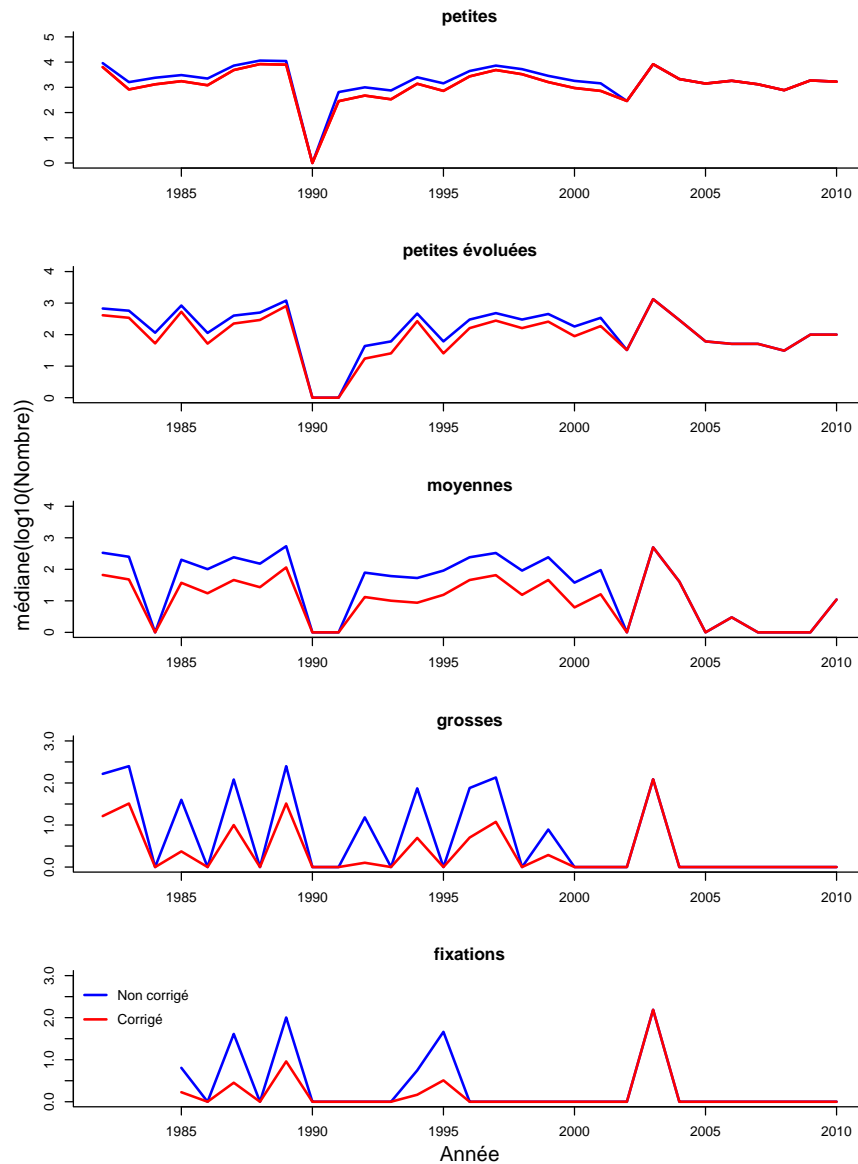 petites
0 1 2 3 4 5
1985 1990 1995 2000 2005 2010
petites évoluées
0 1 2 3 4
1985 1990 1995 2000 2005 2010
médiane(log10(Nombre))
moyennes
0 1 2 3 4
1985 1990 1995 2000 2005 2010
grosses
0.0 1.0 2.0 3.0
1985 1990 1995 2000 2005 2010
fixations
0.0 1.0 2.0 3.0
Non corrigé
Corrigé
1985 1990 1995 2000 2005 2010
Année